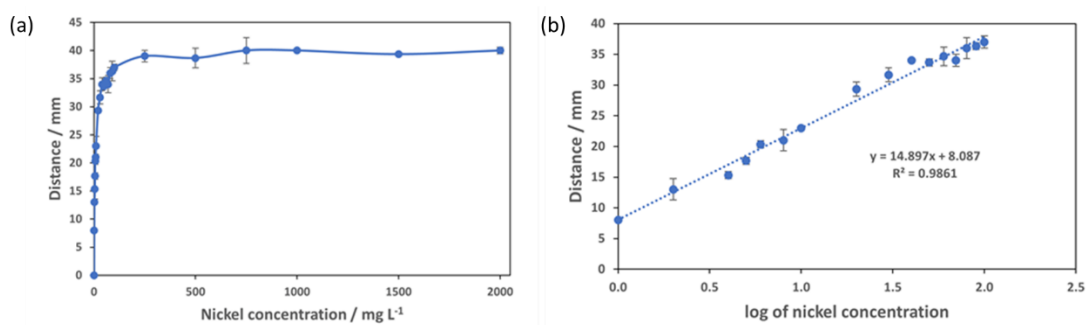 (a)
45
40
35
30
25
20
15
10
5
0
Distance / mm
0 500 1000 1500 2000
Nickel concentration / mg L⁻¹
(b)
40
35
30
25
20
15
10
5
0
Distance / mm
y = 14.897x + 8.087
R² = 0.9861
0.0 0.5 1.0 1.5 2.0 2.5
log of nickel concentration